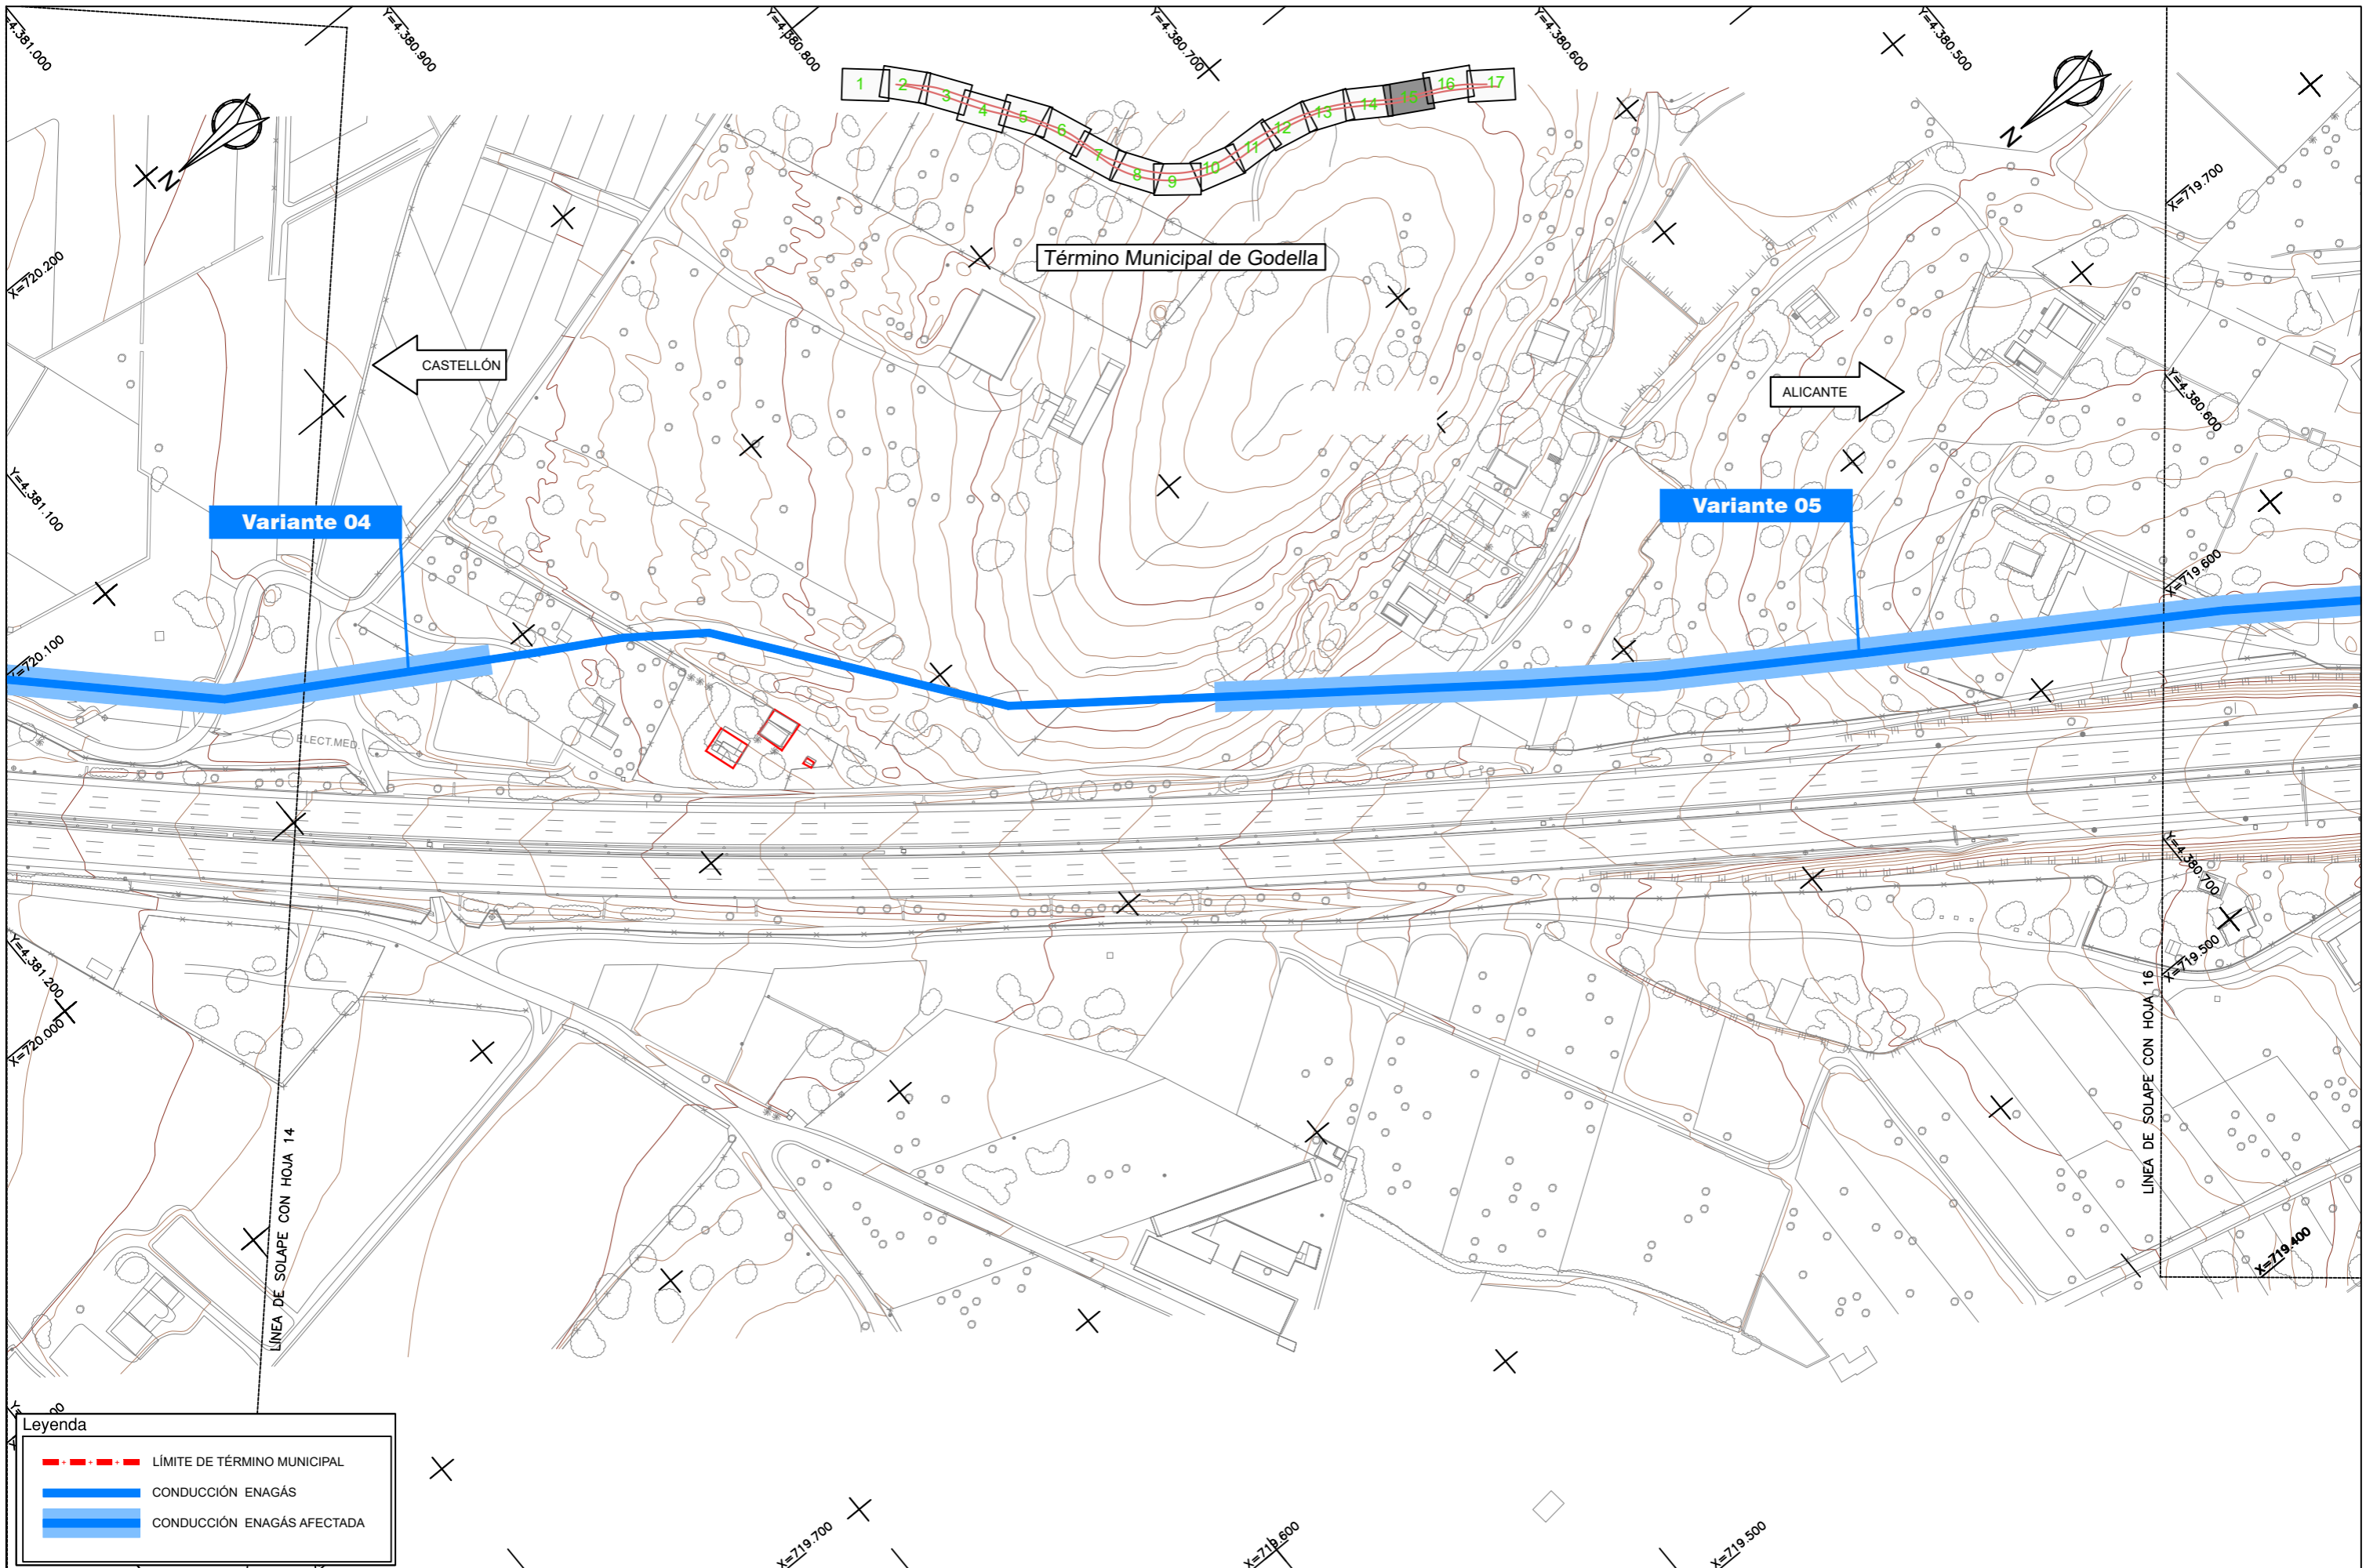 Y=4.381.000
Y=4.380.900
Y=4.380.800
Y=4.380.700
Y=4.380.600
Y=4.380.500
1
2
3
4
5
6
7
8
9
10
11
12
13
14
15
16
17
N
N
X=719.700
X=720.200
Término Municipal de Godella
CASTELLÓN
ALICANTE
Y=4.380.600
Y=4.381.100
Variante 04
Variante 05
X=719.600
X=720.100
ELECT.MED.
Y=4.380.700
X=719.500
Y=4.381.200
X=720.000
LÍNEA DE SOLAPE CON HOJA 14
LÍNEA DE SOLAPE CON HOJA 16
X=719.400
Leyenda
LÍMITE DE TÉRMINO MUNICIPAL
CONDUCCIÓN ENAGÁS
CONDUCCIÓN ENAGÁS AFECTADA
X=719.700
X=719.600
X=719.500